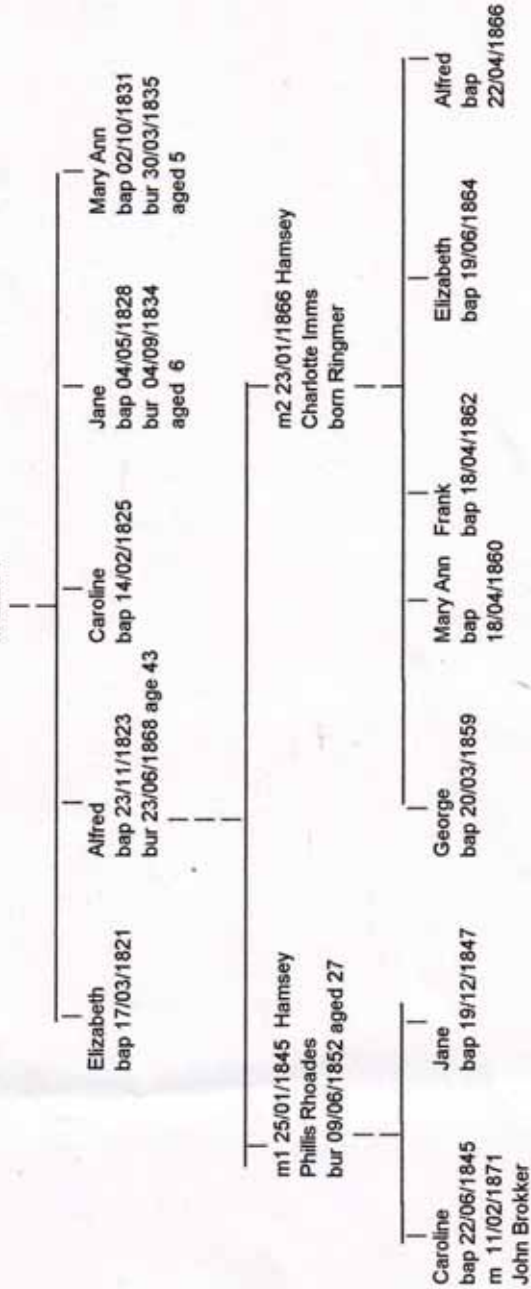 Elizabeth
bap 17/03/1821
Alfred
bap 23/11/1823
bur 23/06/1868 age 43
Caroline
bap 14/02/1825
Jane
bap 04/05/1828
bur 04/09/1834
aged 6
Mary Ann
bap 02/10/1831
bur 30/03/1835
aged 5
m1 25/01/1845 Hamsey
Phillis Rhoades
bur 09/06/1852 aged 27
m2 23/01/1866 Hamsey
Charlotte Imms
born Ringmer
Caroline
bap 22/06/1845
m 11/02/1871
John Brokker
Jane
bap 19/12/1847
George
bap 20/03/1859
Mary Ann
bap
18/04/1860
Frank
bap 18/04/1862
Elizabeth
bap 19/06/1864
Alfred
bap
22/04/1866